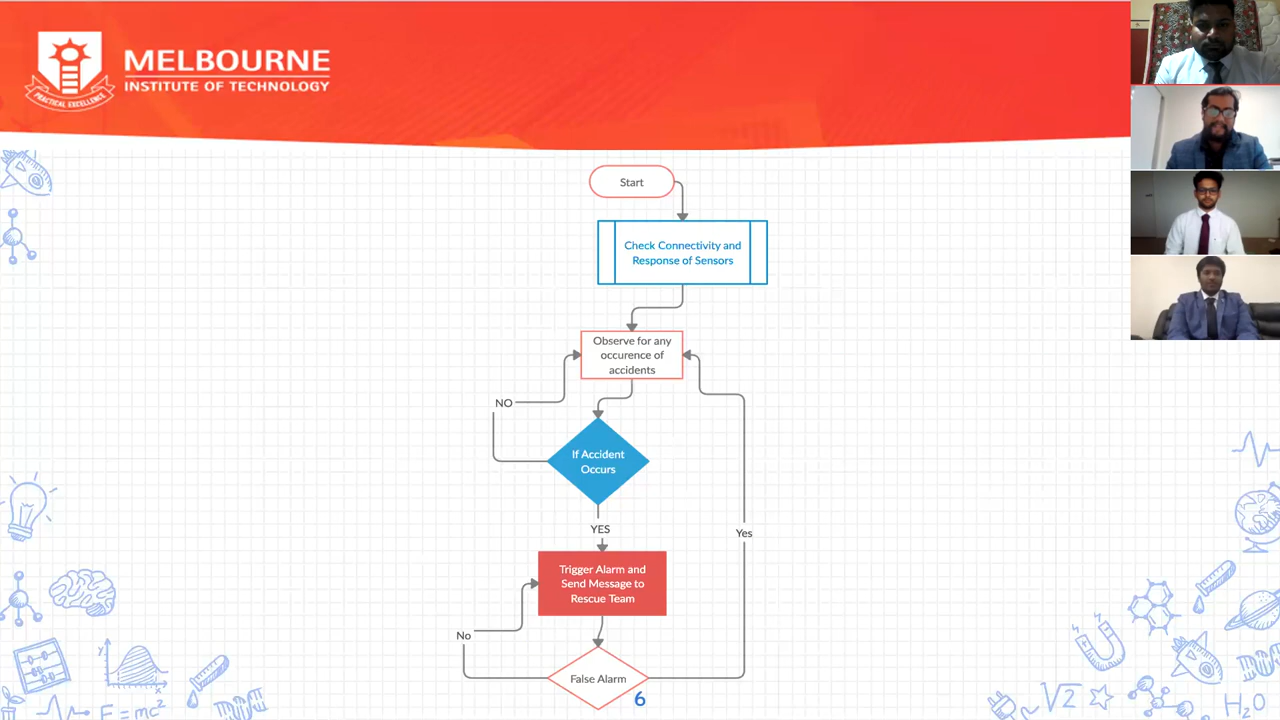 MELBOURNE
INSTITUTE OF TECHNOLOGY
PRACTICAL EXCELLENCE
Start
Check Connectivity and
Response of Sensors
Observe for any
occurence of
accidents
NO
If Accident
Occurs
YES
Yes
Trigger Alarm and
Send Message to
Rescue Team
No
False Alarm
6
y
x
E=mc²
√2
H₂O